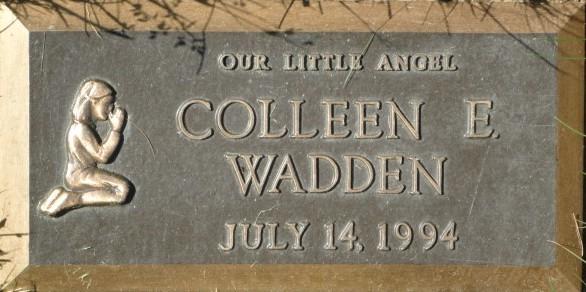 OUR LITTLE ANGEL
COLLEEN E.
WADDEN
JULY 14, 1994